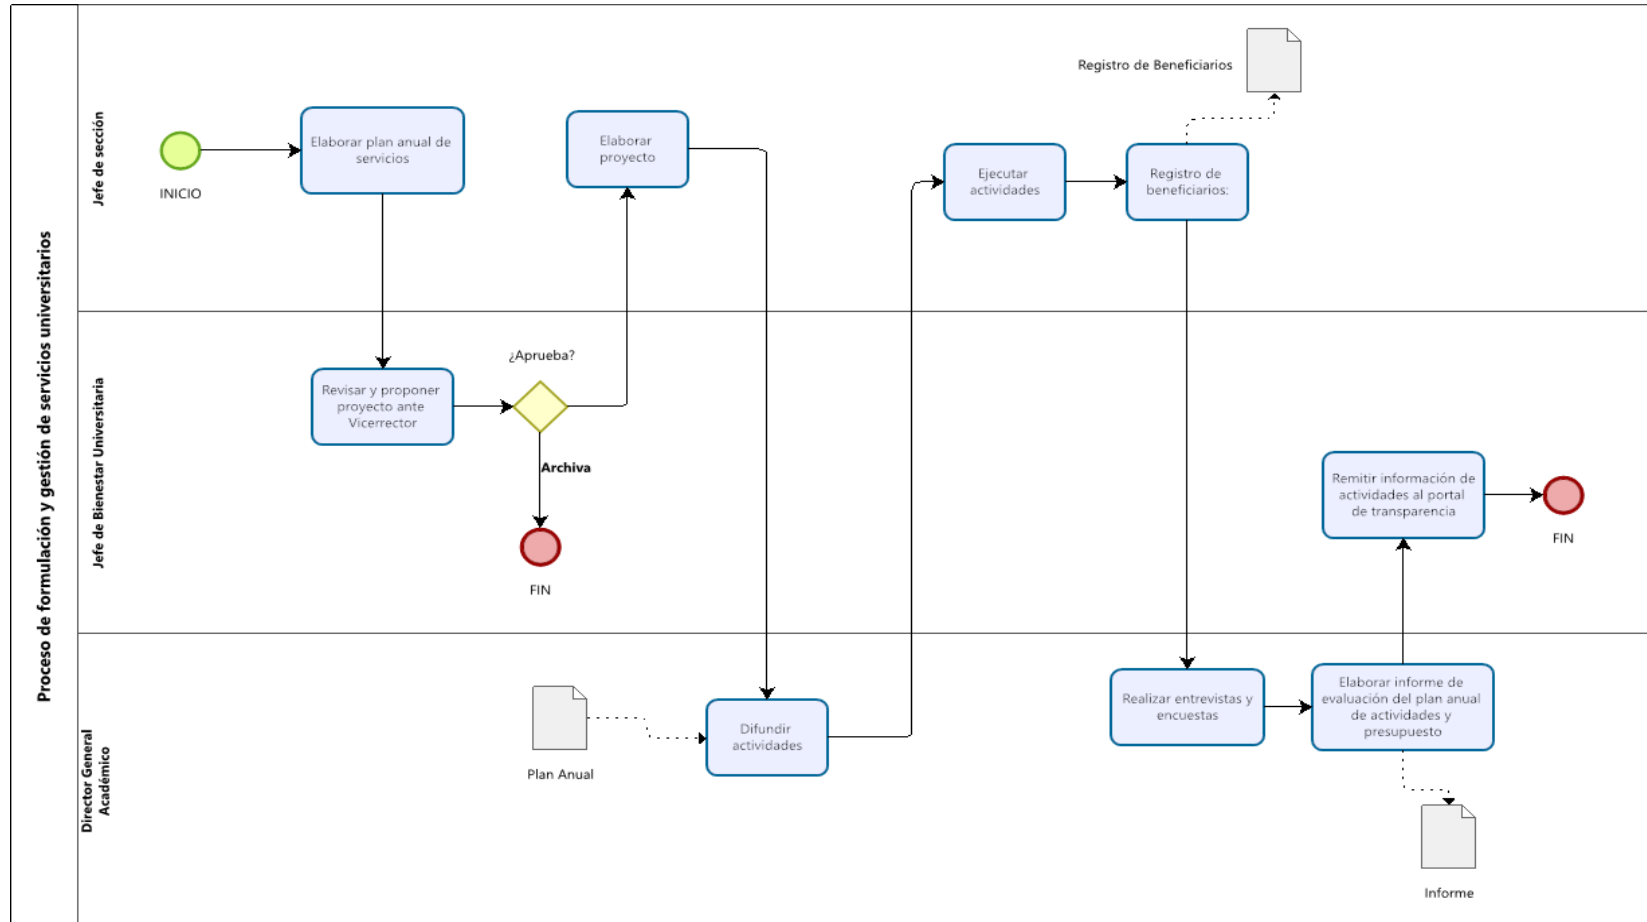 Proceso de formulación y gestión de servicios universitarios
Jefe de sección
INICIO
Elaborar plan anual de
servicios
Elaborar
proyecto
Ejecutar
actividades
Registro de
beneficiarios:
Registro de Beneficiarios
Jefe de Bienestar Universitaria
Revisar y proponer
proyecto ante
Vicerrector
¿Aprueba?
Archiva
FIN
Remitir información de
actividades al portal
de transparencia
FIN
Director General
Académico
Plan Anual
Difundir
actividades
Realizar entrevistas y
encuestas
Elaborar informe de
evaluación del plan anual
de actividades y
presupuesto
Informe